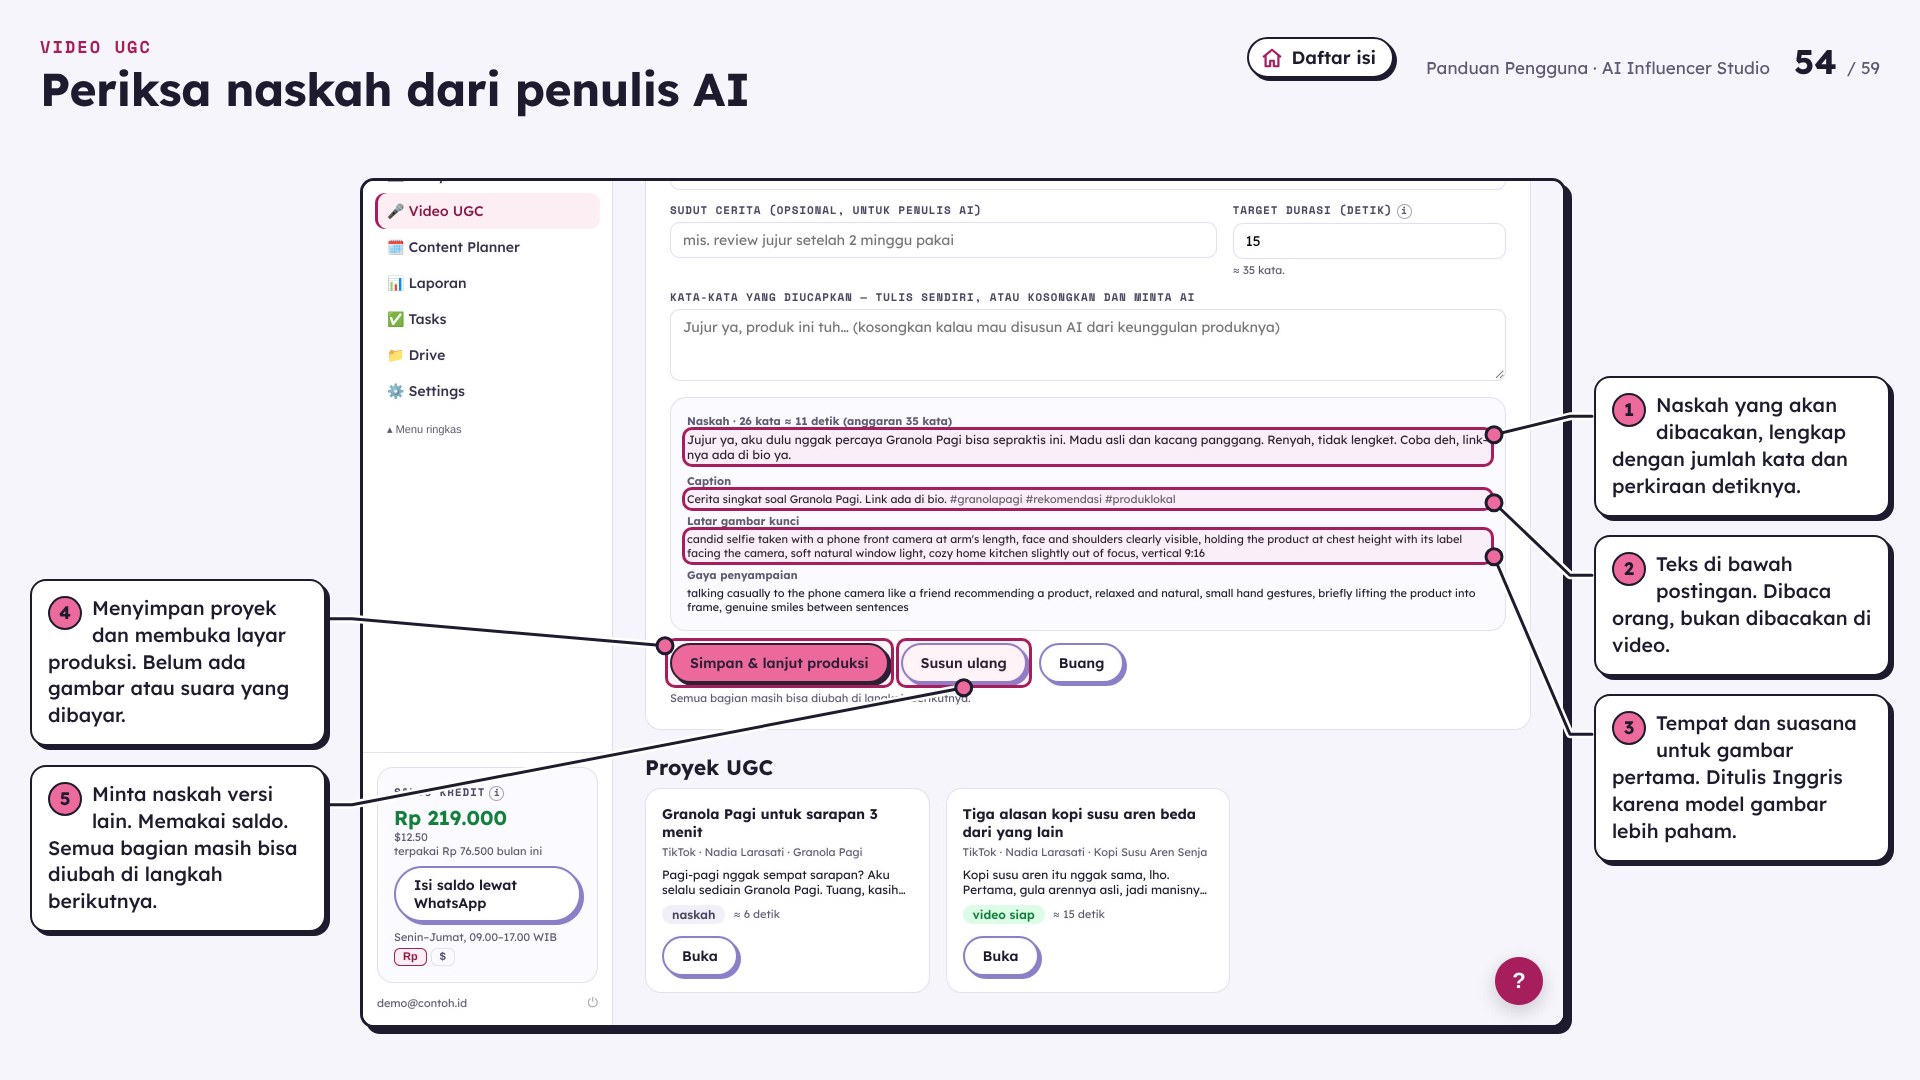 VIDEO UGC
Periksa naskah dari penulis AI
Daftar isi
Panduan Pengguna · AI Influencer Studio
54 / 59
🎤 Video UGC
🗓️ Content Planner
📊 Laporan
✅ Tasks
📁 Drive
⚙️ Settings
▴ Menu ringkas
SUDUT CERITA (OPSIONAL, UNTUK PENULIS AI)
mis. review jujur setelah 2 minggu pakai
TARGET DURASI (DETIK) i
15
≈ 35 kata.
KATA-KATA YANG DIUCAPKAN — TULIS SENDIRI, ATAU KOSONGKAN DAN MINTA AI
Jujur ya, produk ini tuh… (kosongkan kalau mau disusun AI dari keunggulan produknya)
Naskah · 26 kata ≈ 11 detik (anggaran 35 kata)
Jujur ya, aku dulu nggak percaya Granola Pagi bisa sepraktis ini. Madu asli dan kacang panggang. Renyah, tidak lengket. Coba deh, link-
nya ada di bio ya.
Caption
Cerita singkat soal Granola Pagi. Link ada di bio. #granolapagi #rekomendasi #produklokal
Latar gambar kunci
candid selfie taken with a phone front camera at arm's length, face and shoulders clearly visible, holding the product at chest height with its label
facing the camera, soft natural window light, cozy home kitchen slightly out of focus, vertical 9:16
Gaya penyampaian
talking casually to the phone camera like a friend recommending a product, relaxed and natural, small hand gestures, briefly lifting the product into
frame, genuine smiles between sentences
Simpan & lanjut produksi
Susun ulang
Buang
Semua bagian masih bisa diubah di
Proyek UGC
Granola Pagi untuk sarapan 3
menit
TikTok · Nadia Larasati · Granola Pagi
Pagi-pagi nggak sempat sarapan? Aku
selalu sediain Granola Pagi. Tuang, kasih…
naskah ≈ 6 detik
Buka
Tiga alasan kopi susu aren beda
dari yang lain
TikTok · Nadia Larasati · Kopi Susu Aren Senja
Kopi susu aren itu nggak sama, lho.
Pertama, gula arennya asli, jadi manisny…
video siap ≈ 15 detik
Buka
KREDIT i
Rp 219.000
$12.50
terpakai Rp 76.500 bulan ini
Isi saldo lewat
WhatsApp
Senin–Jumat, 09.00–17.00 WIB
Rp $
demo@contoh.id
?
1 Naskah yang akan
dibacakan, lengkap
dengan jumlah kata dan
perkiraan detiknya.
2 Teks di bawah
postingan. Dibaca
orang, bukan dibacakan di
video.
3 Tempat dan suasana
untuk gambar
pertama. Ditulis Inggris
karena model gambar
lebih paham.
4 Menyimpan proyek
dan membuka layar
produksi. Belum ada
gambar atau suara yang
dibayar.
5 Minta naskah versi
lain. Memakai saldo.
Semua bagian masih bisa
diubah di langkah
berikutnya.